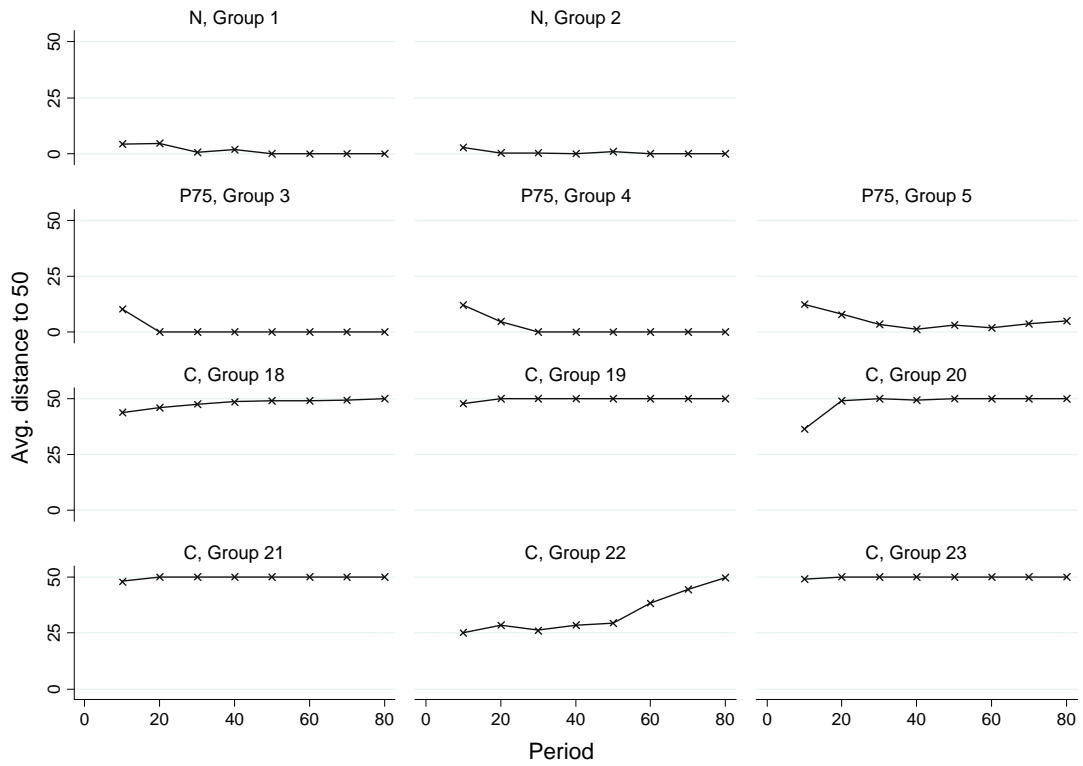 N, Group 1
N, Group 2
50
25
0
P75, Group 3
P75, Group 4
P75, Group 5
50
25
0
C, Group 18
C, Group 19
C, Group 20
50
25
0
C, Group 21
C, Group 22
C, Group 23
50
25
0
0 20 40 60 80
0 20 40 60 80
0 20 40 60 80
Avg. distance to 50
Period